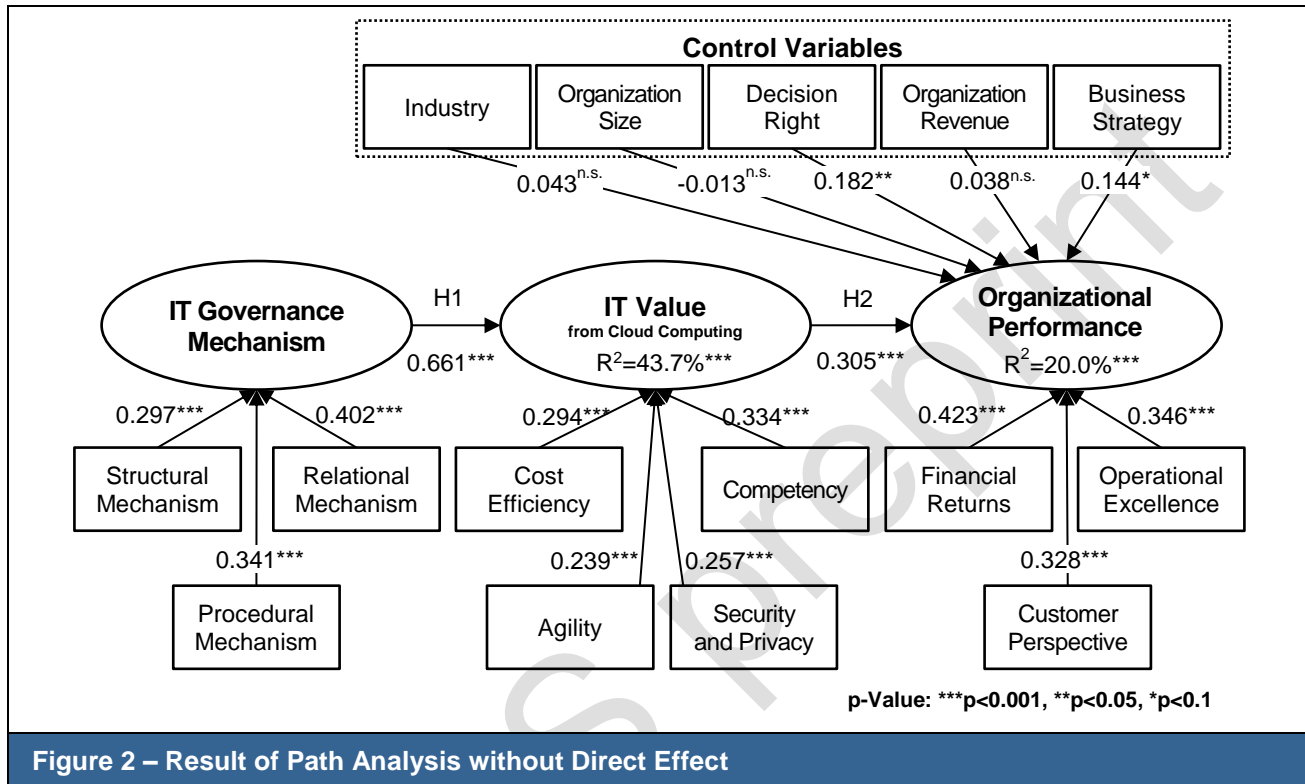 Control Variables
Industry
Organization
Size
Decision
Right
Organization
Revenue
Business
Strategy
0.043n.s.
-0.013n.s.
0.182**
0.038n.s.
0.144*
IT Governance
Mechanism
H1
0.661***
IT Value
from Cloud Computing
R2=43.7%***
H2
0.305***
Organizational
Performance
R2=20.0%***
0.297***
0.402***
0.294***
0.334***
0.423***
0.346***
Structural
Mechanism
Relational
Mechanism
Cost
Efficiency
Competency
Financial
Returns
Operational
Excellence
0.341***
0.239***
0.257***
0.328***
Procedural
Mechanism
Agility
Security
and Privacy
Customer
Perspective
p-Value: ***p<0.001, **p<0.05, *p<0.1
Figure 2 – Result of Path Analysis without Direct Effect
S preprint